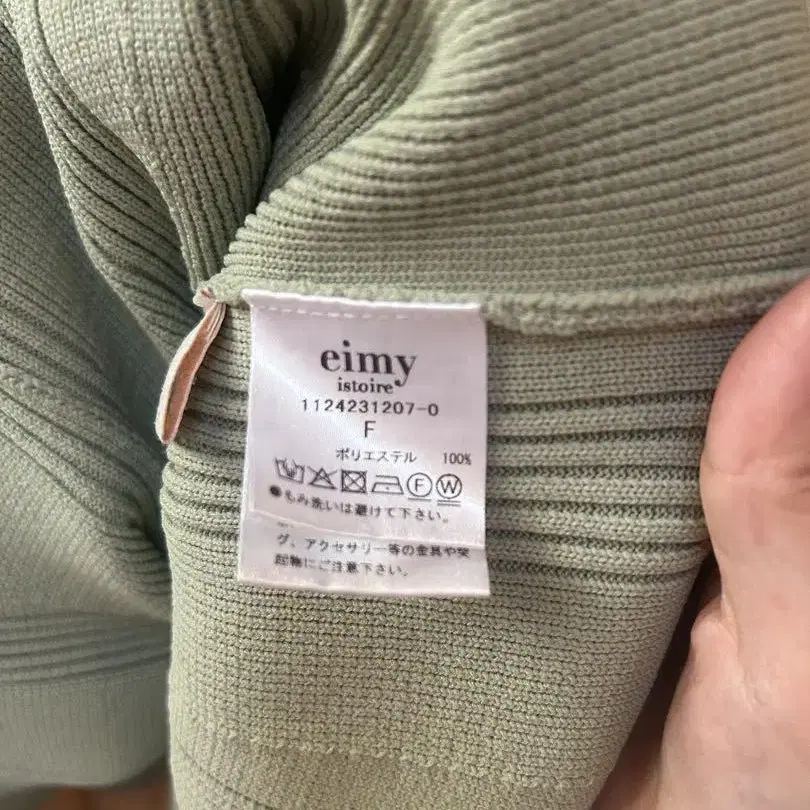 eimy
istoire
1124231207-0
F
ポリエステル 100%
F W
●もみ洗いは避けて下さい。
グ、アクセサリー等の金具や突
起物にご注意下さい。